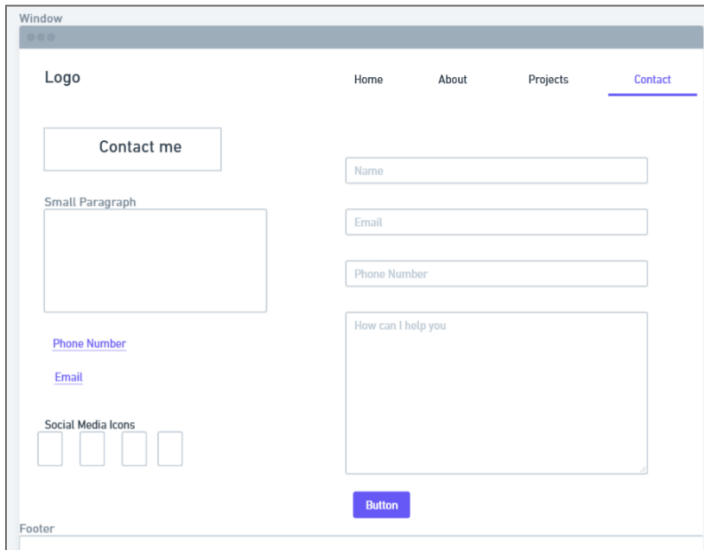 Window
Logo
Home
About
Projects
Contact
Contact me
Small Paragraph
Phone Number
Email
Social Media Icons
Name
Email
Phone Number
How can I help you
Button
Footer